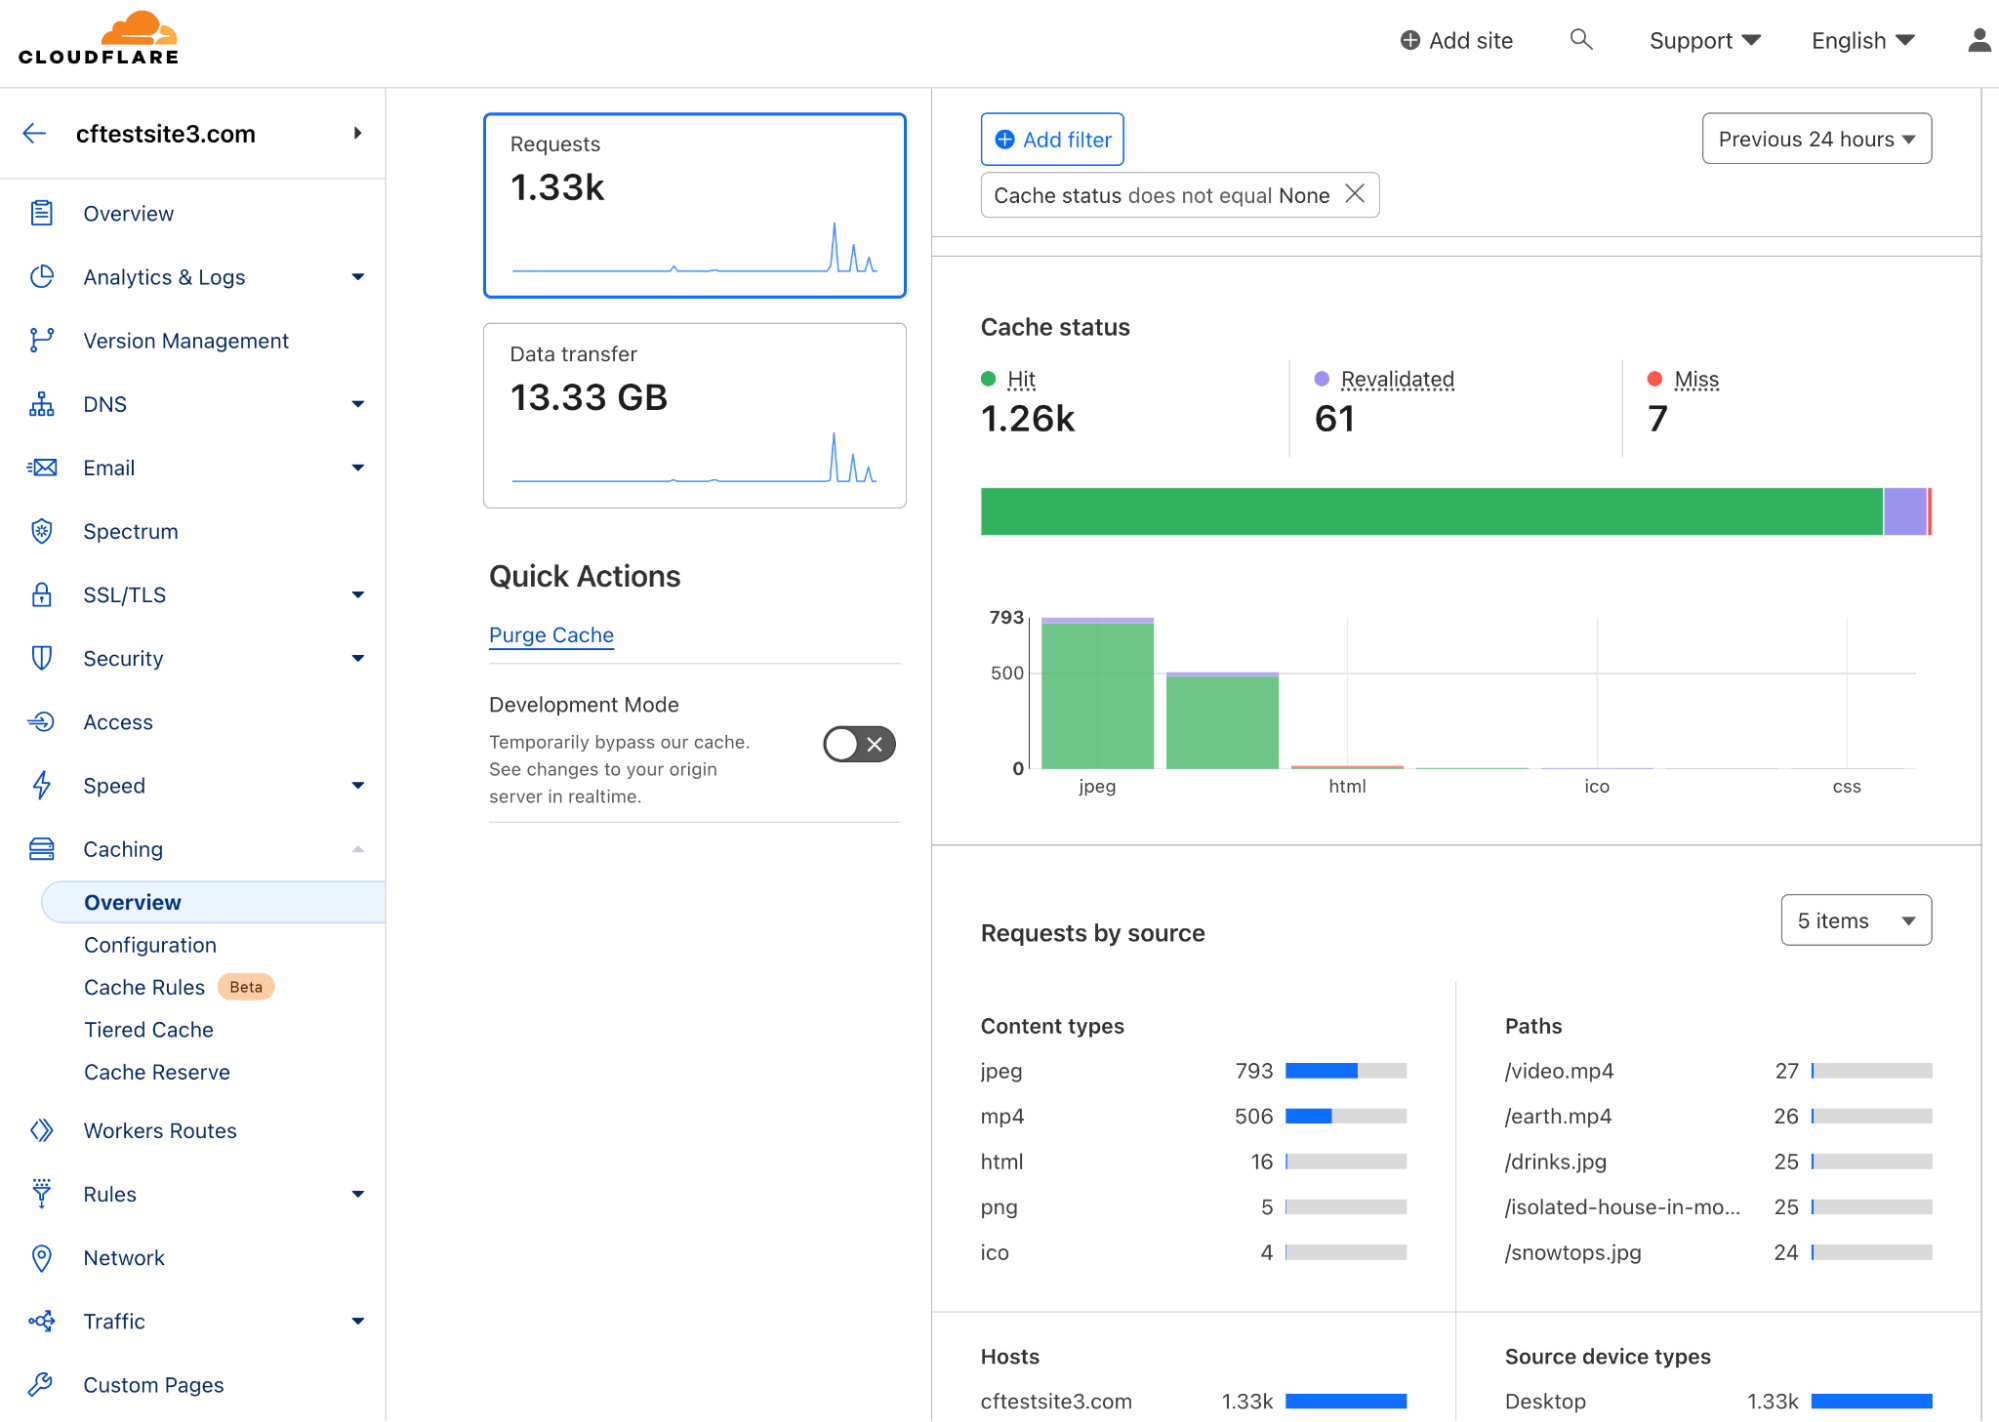 CLOUDFLARE
Add site
Support
English
cftestsite3.com
Overview
Analytics & Logs
Version Management
DNS
Email
Spectrum
SSL/TLS
Security
Access
Speed
Caching
Overview
Configuration
Cache Rules Beta
Tiered Cache
Cache Reserve
Workers Routes
Rules
Network
Traffic
Custom Pages
Requests
1.33k
Data transfer
13.33 GB
Quick Actions
Purge Cache
Development Mode
Temporarily bypass our cache.
See changes to your origin
server in realtime.
Add filter
Previous 24 hours
Cache status does not equal None
Cache status
Hit
1.26k
Revalidated
61
Miss
7
793
500
0
jpeg
html
ico
css
Requests by source
5 items
Content types
jpeg 793
mp4 506
html 16
png 5
ico 4
Paths
/video.mp4 27
/earth.mp4 26
/drinks.jpg 25
/isolated-house-in-mo... 25
/snowtops.jpg 24
Hosts
cftestsite3.com 1.33k
Source device types
Desktop 1.33k